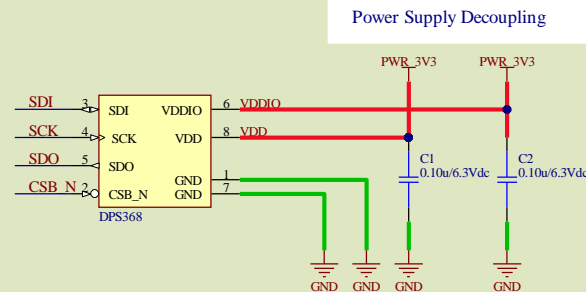 Power Supply Decoupling
PWR_3V3 PWR_3V3
SDI 3 SDI VDDIO 6 VDDIO
SCK 4 SCK VDD 8 VDD
SDO 5 SDO
GND 1
CSB_N 2 CSB_N GND 7
DPS368
C1 C2
0.10u/6.3Vdc 0.10u/6.3Vdc
GND GND GND GND